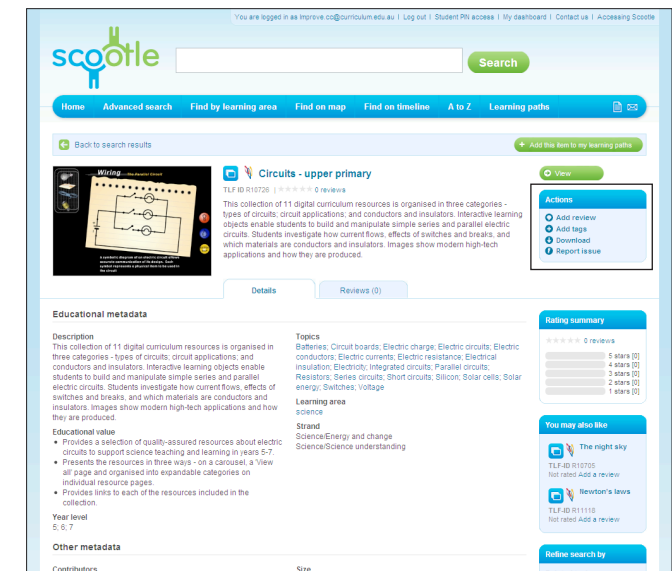 You are logged in as improve.cc@curriculum.edu.au | Log out | Student PIN access | My dashboard | Contact us | Accessing Scootle
scootle
Search
Home Advanced search Find by learning area Find on map Find on timeline A to Z Learning paths
Back to search results
+ Add this item to my learning paths
Wiring
The Parallel Circuit
Circuits - upper primary
TLF ID R10726 | 0 reviews
This collection of 11 digital curriculum resources is organised in three categories -
types of circuits; circuit applications; and conductors and insulators. Interactive learning
objects enable students to build and manipulate simple series and parallel electric
circuits. Students investigate how current flows, effects of switches and breaks, and
which materials are conductors and insulators. Images show modern high-tech
applications and how they are produced.
View
Actions
Add review
Add tags
Download
Report issue
Details
Reviews (0)
Educational metadata
Description
This collection of 11 digital curriculum resources is organised in
three categories - types of circuits; circuit applications; and
conductors and insulators. Interactive learning objects enable
students to build and manipulate simple series and parallel
electric circuits. Students investigate how current flows, effects of
switches and breaks, and which materials are conductors and
insulators. Images show modern high-tech applications and how
they are produced.
Educational value
• Provides a selection of quality-assured resources about electric
circuits to support science teaching and learning in years 5-7.
• Presents the resources in three ways - on a carousel, a 'View
all' page and organised into expandable categories on
individual resource pages.
• Provides links to each of the resources included in the
collection.
Year level
5; 6; 7
Topics
Batteries; Circuit boards; Electric charge; Electric circuits; Electric
conductors; Electric currents; Electric resistance; Electrical
insulation; Electricity; Integrated circuits; Parallel circuits;
Resistors; Series circuits; Short circuits; Silicon; Solar cells; Solar
energy; Switches; Voltage
Learning area
science
Strand
Science/Energy and change
Science/Science understanding
Rating summary
0 reviews
5 stars [0]
4 stars [0]
3 stars [0]
2 stars [0]
1 stars [0]
You may also like
The night sky
TLF-ID R10705
Not rated Add a review
Newton's laws
TLF-ID R11118
Not rated Add a review
Refine search by
Other metadata
Contributors
Size